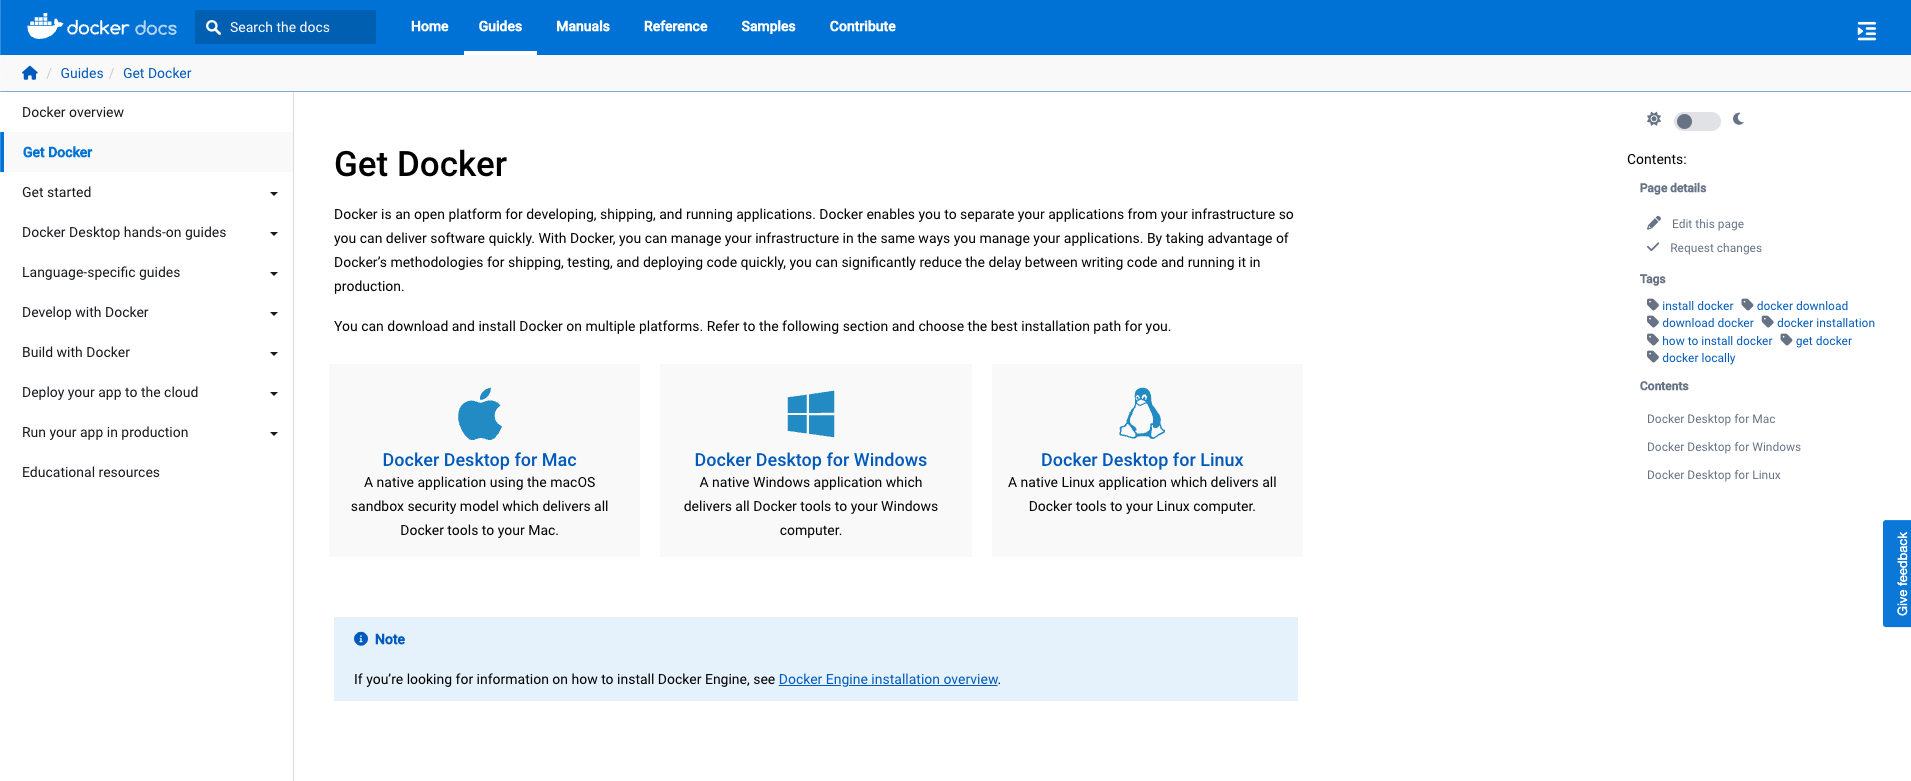 docker docs
Search the docs
Home
Guides
Manuals
Reference
Samples
Contribute
/ Guides / Get Docker
Docker overview
Get Docker
Get started
Docker Desktop hands-on guides
Language-specific guides
Develop with Docker
Build with Docker
Deploy your app to the cloud
Run your app in production
Educational resources
Get Docker
Docker is an open platform for developing, shipping, and running applications. Docker enables you to separate your applications from your infrastructure so
you can deliver software quickly. With Docker, you can manage your infrastructure in the same ways you manage your applications. By taking advantage of
Docker’s methodologies for shipping, testing, and deploying code quickly, you can significantly reduce the delay between writing code and running it in
production.
You can download and install Docker on multiple platforms. Refer to the following section and choose the best installation path for you.
Docker Desktop for Mac
A native application using the macOS
sandbox security model which delivers all
Docker tools to your Mac.
Docker Desktop for Windows
A native Windows application which
delivers all Docker tools to your Windows
computer.
Docker Desktop for Linux
A native Linux application which delivers all
Docker tools to your Linux computer.
Note
If you’re looking for information on how to install Docker Engine, see Docker Engine installation overview.
Contents:
Page details
Edit this page
Request changes
Tags
install docker docker download
download docker docker installation
how to install docker get docker
docker locally
Contents
Docker Desktop for Mac
Docker Desktop for Windows
Docker Desktop for Linux
Give feedback